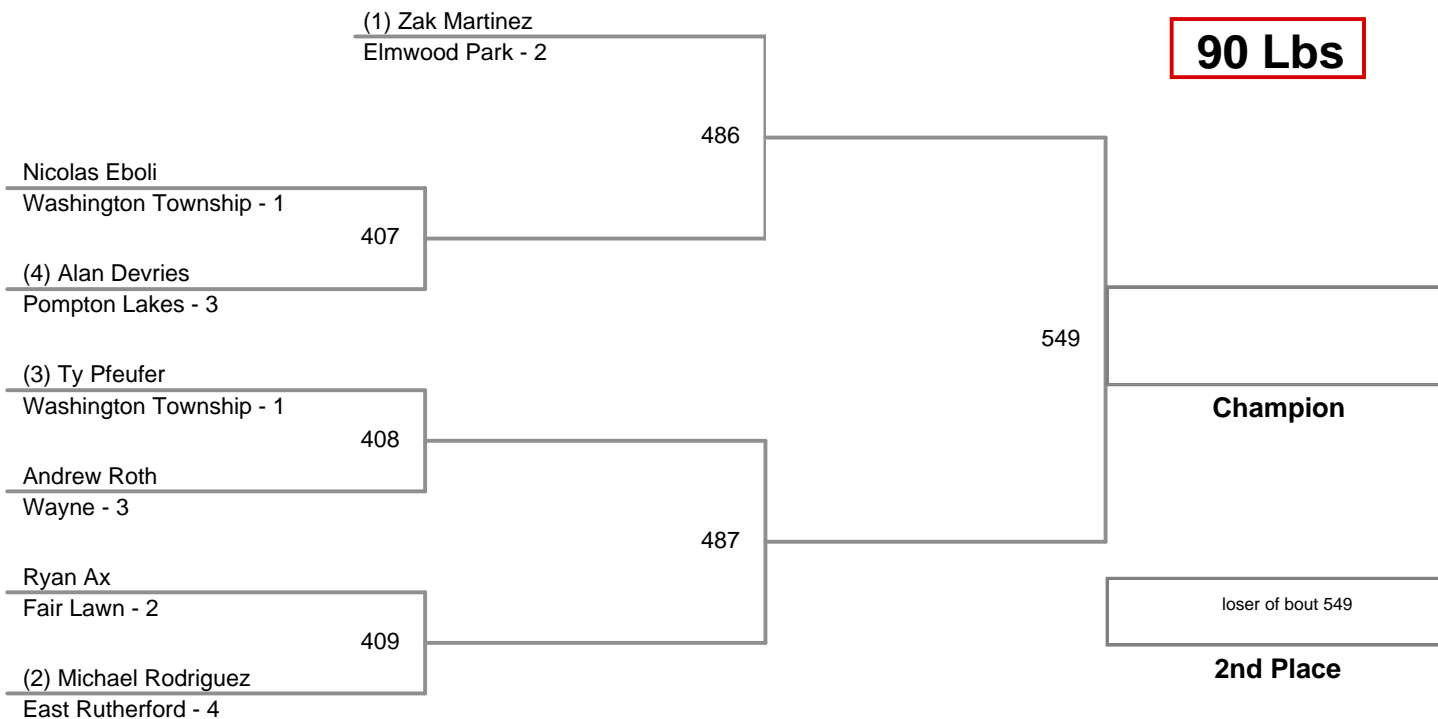 (1) Zak Martinez
Elmwood Park - 2
90 Lbs
486
Nicolas Eboli
Washington Township - 1
407
(4) Alan Devries
Pompton Lakes - 3
549
(3) Ty Pfeufer
Washington Township - 1
Champion
408
Andrew Roth
Wayne - 3
487
Ryan Ax
Fair Lawn - 2
loser of bout 549
409
2nd Place
(2) Michael Rodriguez
East Rutherford - 4